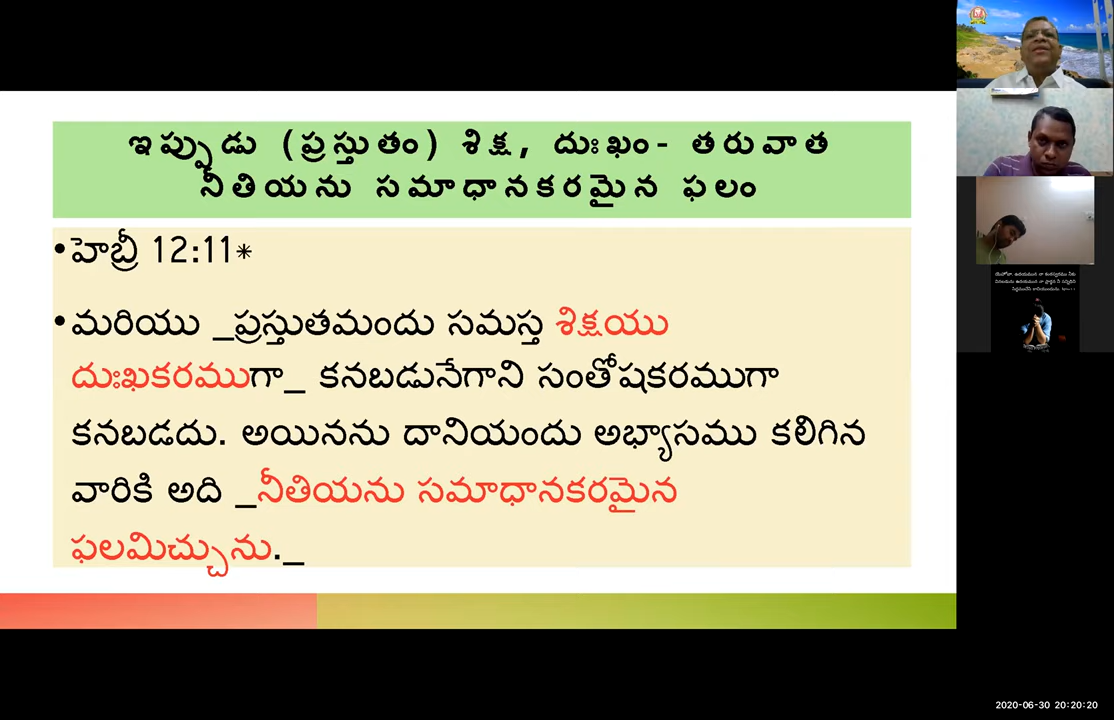 ఇప్పుడు (ప్రస్తుతం) శిక్ష, దుఃఖం- తరువాత
నీతియను సమాధానకరమైన ఫలం
•హెబ్రీ 12:11*
•మరియు _ప్రస్తుతమందు సమస్త శిక్షయు
దుఃఖకరముగా_ కనబడునేగాని సంతోషకరముగా
కనబడదు. అయినను దానియందు అభ్యాసము కలిగిన
వారికి అది _నీతియను సమాధానకరమైన
ఫలమిచ్చును._
2020-06-30 20:20:20